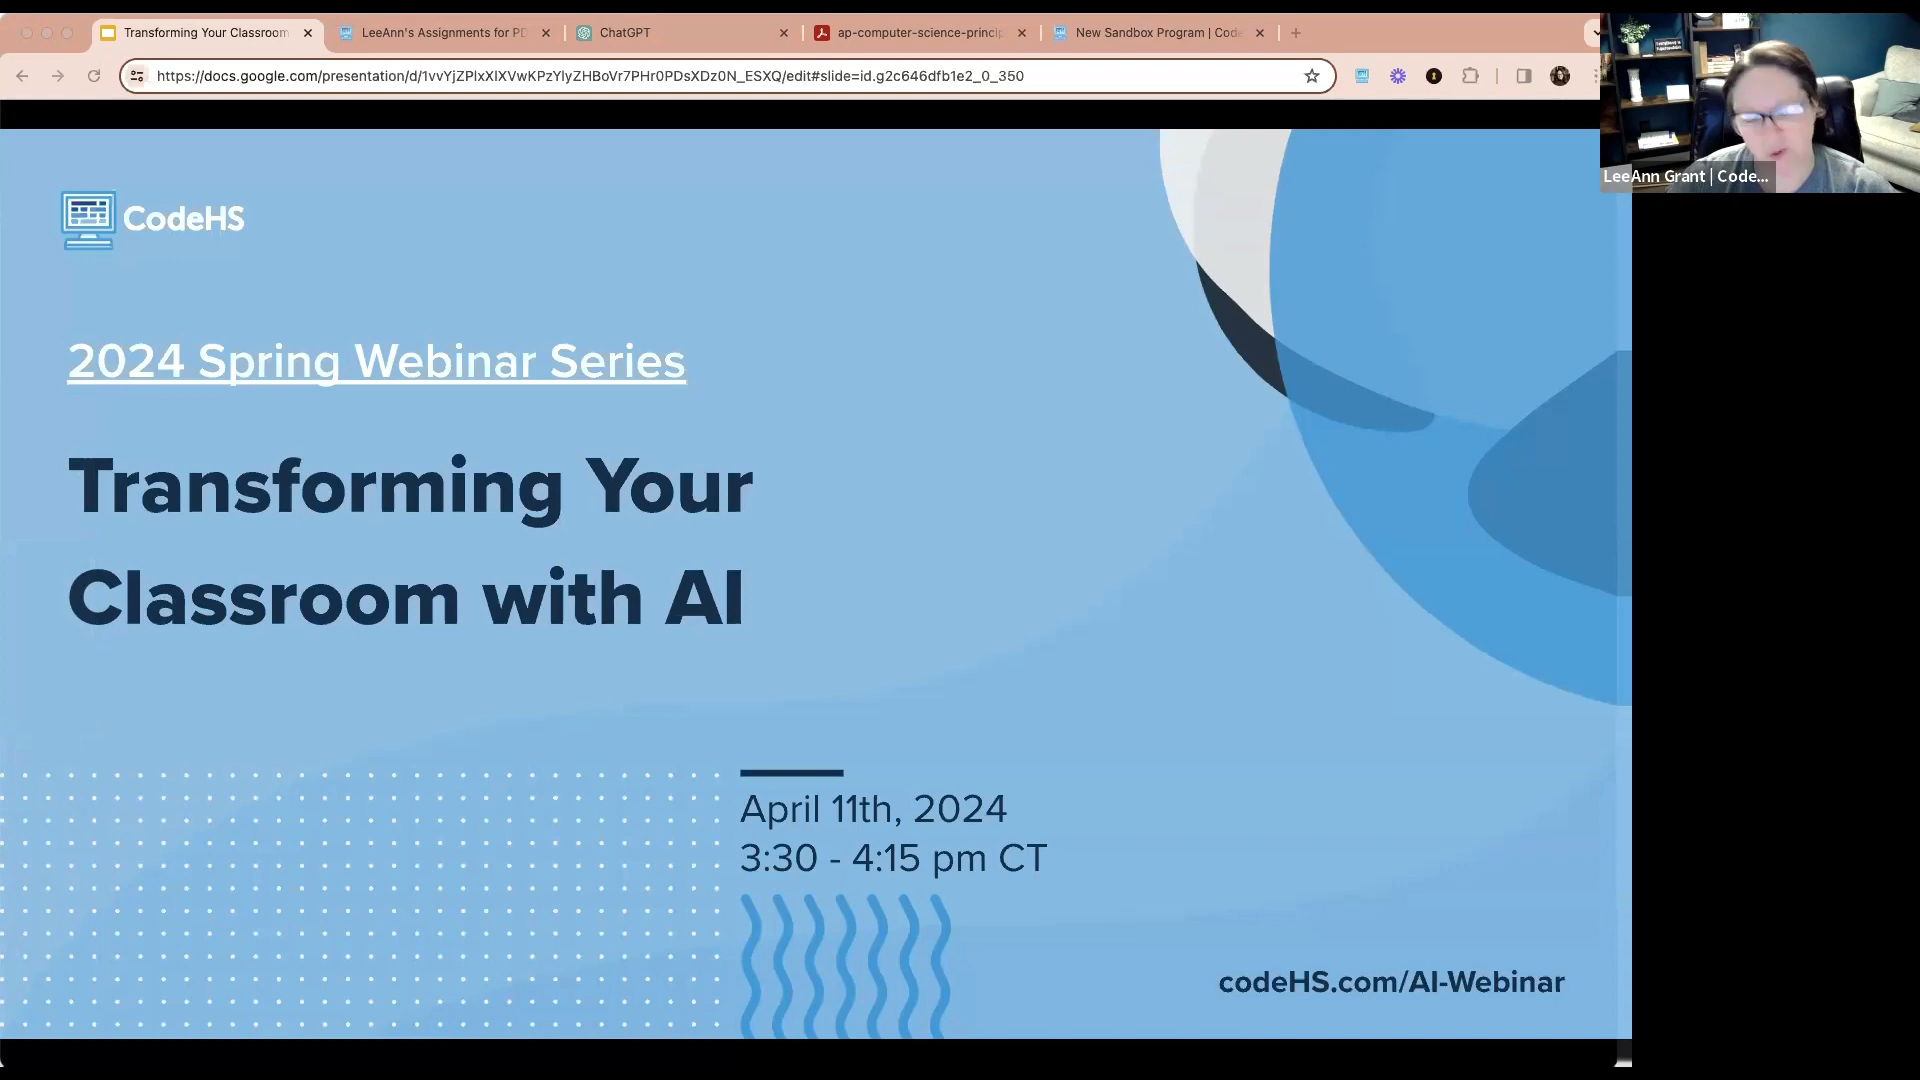 Transforming Your Classroom
LeeAnn's Assignments for PD
ChatGPT
ap-computer-science-princip
New Sandbox Program | Code
https://docs.google.com/presentation/d/1vvYjZPlxXlXVwKPzYlyZHBoVr7PHr0PDsXDz0N_ESXQ/edit#slide=id.g2c646dfb1e2_0_350
LeeAnn Grant | Code...
CodeHS
2024 Spring Webinar Series
Transforming Your
Classroom with AI
April 11th, 2024
3:30 - 4:15 pm CT
codeHS.com/AI-Webinar